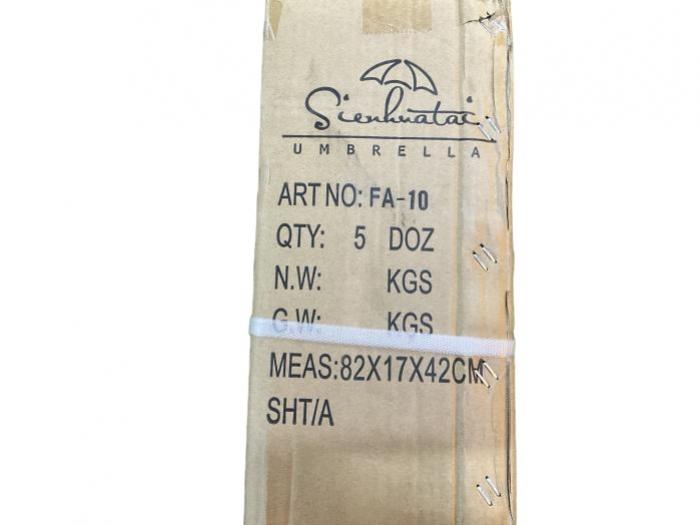 Sienhuatai
UMBRELLA
ART NO: FA-10
QTY: 5 DOZ
N.W: KGS
G.W: KGS
MEAS:82X17X42CM
SHT/A